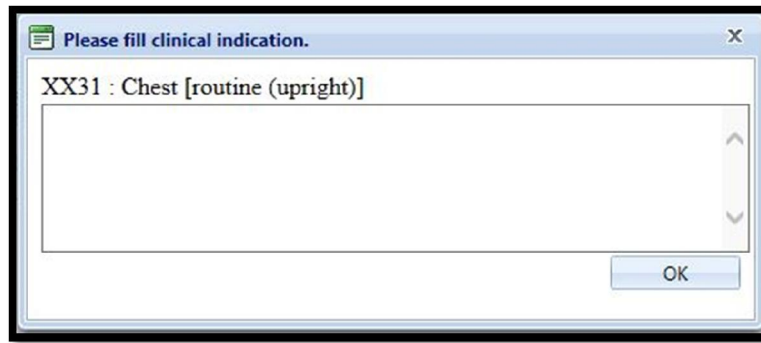 Please fill clinical indication.
XX31 : Chest [routine (upright)]
OK